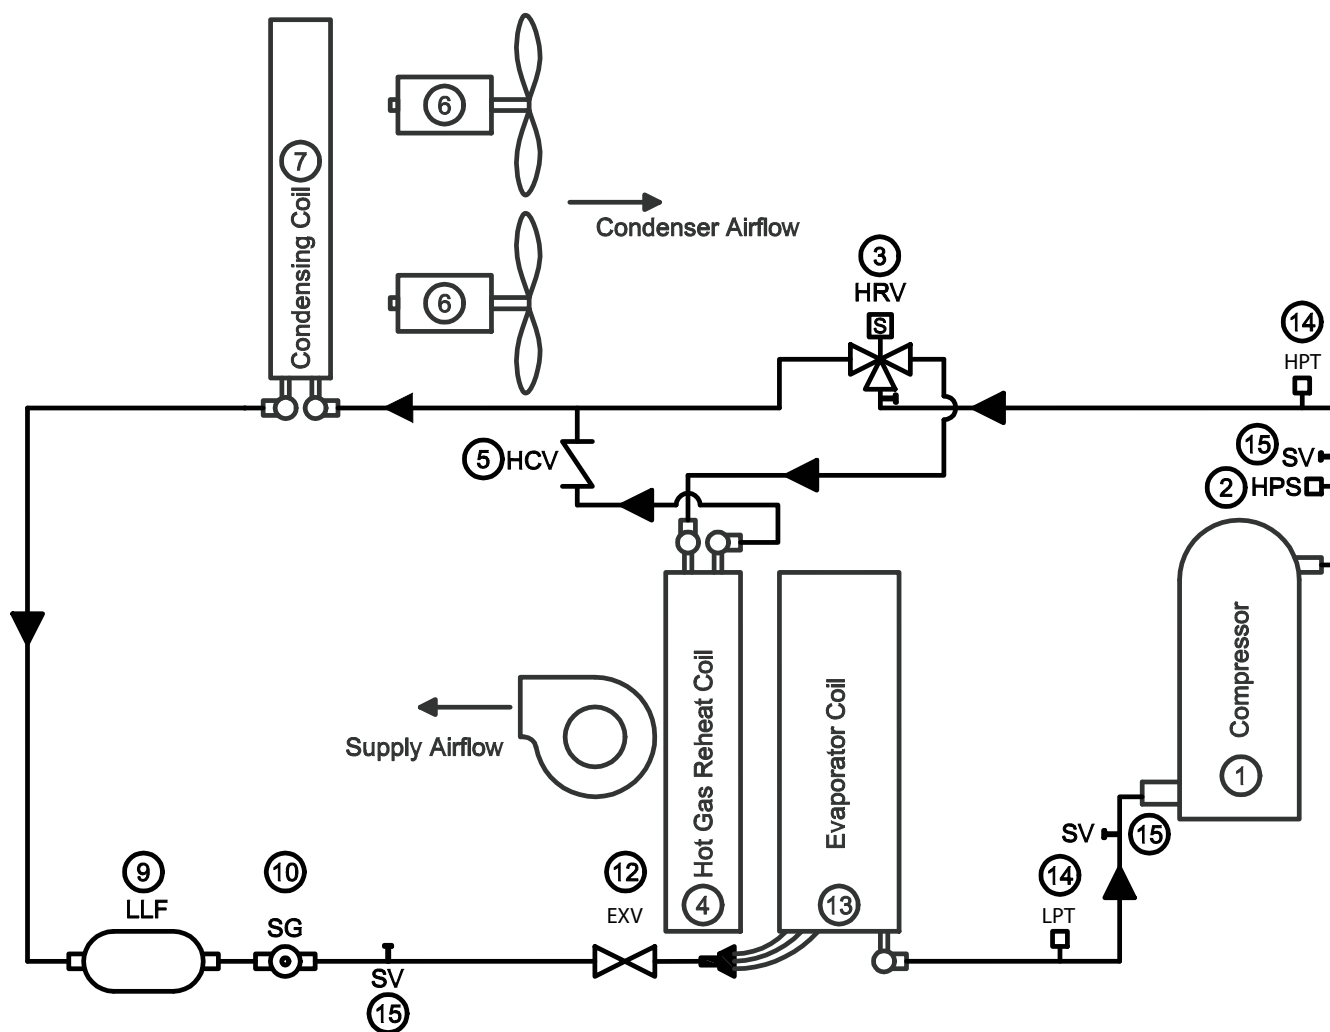 6
7
Condensing Coil
Condenser Airflow
6
3
HRV
S
14
HPT
5
HCV
15
SV
2
HPS
Hot Gas Reheat Coil
4
Evaporator Coil
13
Compressor
1
Supply Airflow
SV
15
9
LLF
10
SG
12
EXV
14
LPT
SV
15